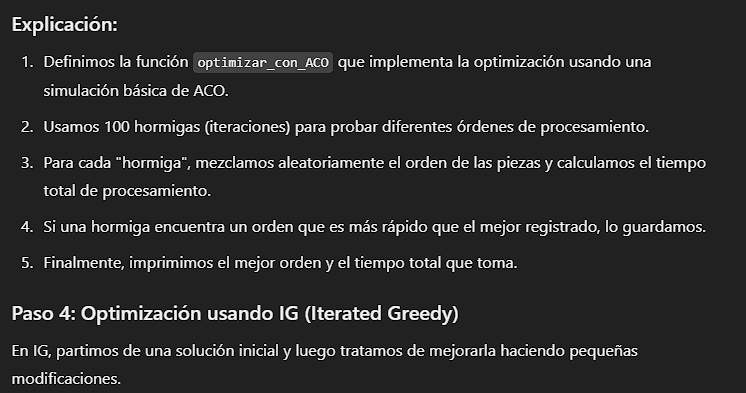 Explicación:
1. Definimos la función optimizar_con_ACO que implementa la optimización usando una
simulación básica de ACO.
2. Usamos 100 hormigas (iteraciones) para probar diferentes órdenes de procesamiento.
3. Para cada "hormiga", mezclamos aleatoriamente el orden de las piezas y calculamos el tiempo
total de procesamiento.
4. Si una hormiga encuentra un orden que es más rápido que el mejor registrado, lo guardamos.
5. Finalmente, imprimimos el mejor orden y el tiempo total que toma.
Paso 4: Optimización usando IG (Iterated Greedy)
En IG, partimos de una solución inicial y luego tratamos de mejorarla haciendo pequeñas
modificaciones.